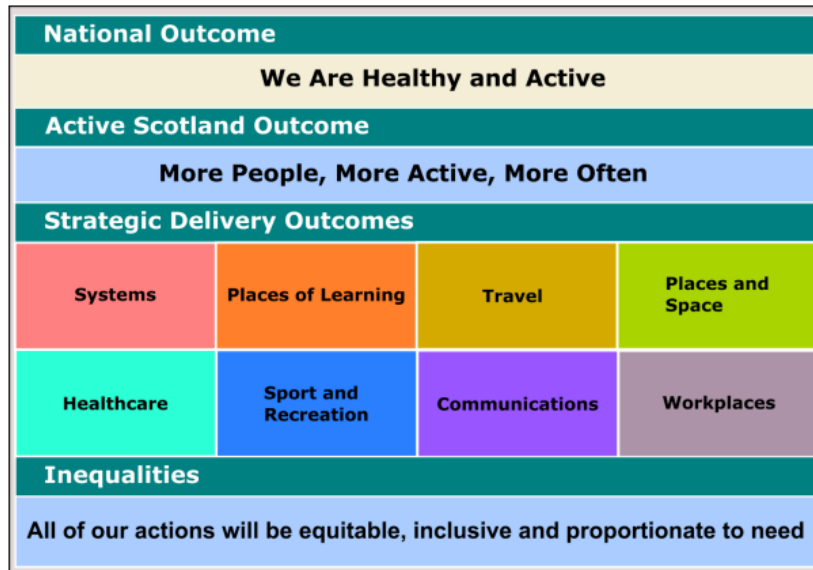 National Outcome
We Are Healthy and Active
Active Scotland Outcome
More People, More Active, More Often
Strategic Delivery Outcomes
Systems
Places of Learning
Travel
Places and
Space
Healthcare
Sport and
Recreation
Communications
Workplaces
Inequalities
All of our actions will be equitable, inclusive and proportionate to need